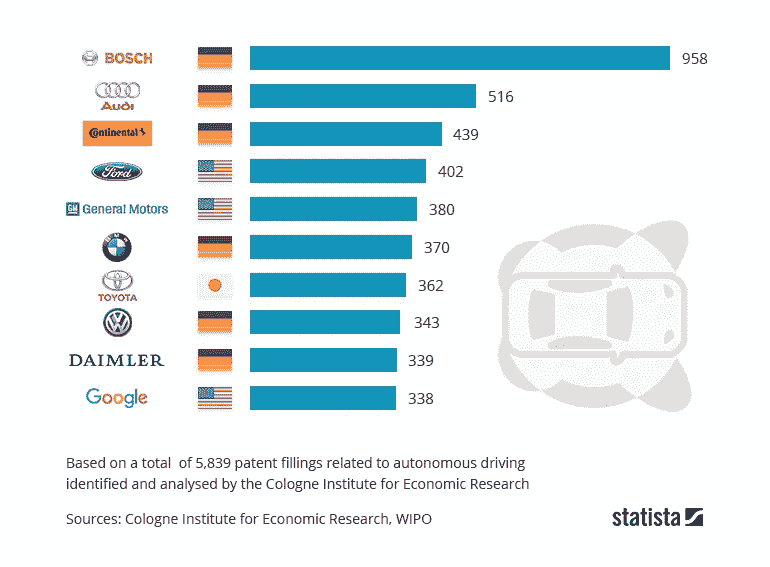 BOSCH 958
Audi 516
Continental 439
Ford 402
GM General Motors 380
BMW 370
TOYOTA 362
VW 343
DAIMLER 339
Google 338
Based on a total of 5,839 patent fillings related to autonomous driving
identified and analysed by the Cologne Institute for Economic Research
Sources: Cologne Institute for Economic Research, WIPO
statista